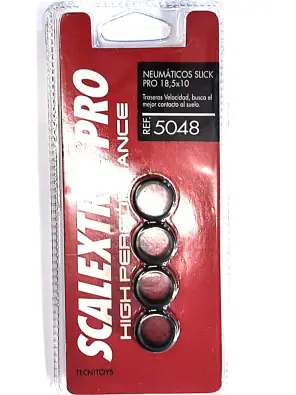 NEUMÁTICOS SLICK
PRO 18,5x10
Traseros Velocidad, busca el
mejor contacto al suelo.
REF. 5048
SCALEXTRIC PRO
TECNITOYS